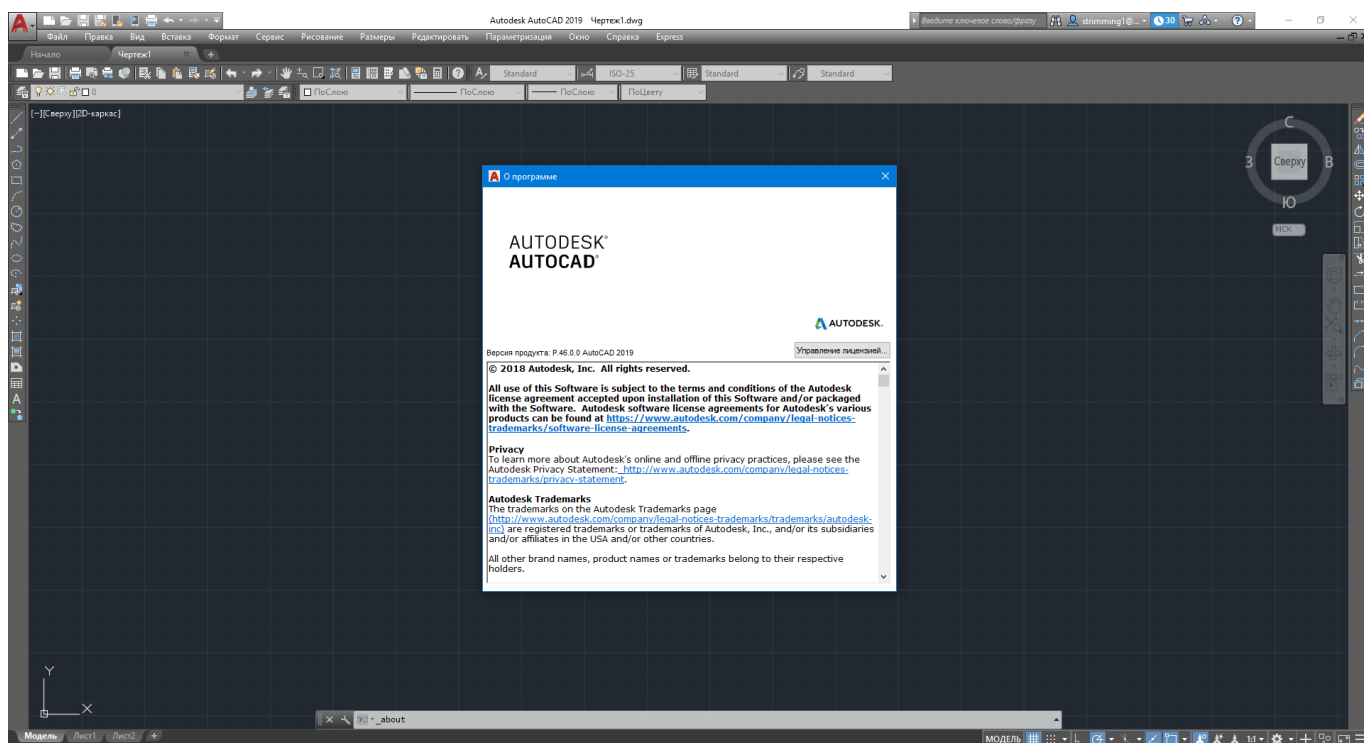 Autodesk AutoCAD 2019 Чертеж1.dwg
Введите ключевое слово/фразу
strimming1@...
30
Файл Правка Вид Вставка Формат Сервис Рисование Размеры Редактировать Параметризация Окно Справка Express
Начало Чертеж1
Standard ISO-25 Standard Standard
0 ПоСлою ПоСлою ПоСлою ПоЦвету
[−][Сверху][2D-каркас]
С
З Сверху В
Ю
МСК
О программе
AUTODESK®
AUTOCAD®
AUTODESK.
Версия продукта: P.46.0.0 AutoCAD 2019
Управление лицензией...
© 2018 Autodesk, Inc. All rights reserved.
All use of this Software is subject to the terms and conditions of the Autodesk
license agreement accepted upon installation of this Software and/or packaged
with the Software. Autodesk software license agreements for Autodesk's various
products can be found at https://www.autodesk.com/company/legal-notices-
trademarks/software-license-agreements.
Privacy
To learn more about Autodesk's online and offline privacy practices, please see the
Autodesk Privacy Statement: http://www.autodesk.com/company/legal-notices-
trademarks/privacy-statement.
Autodesk Trademarks
The trademarks on the Autodesk Trademarks page
(http://www.autodesk.com/company/legal-notices-trademarks/trademarks/autodesk-
inc) are registered trademarks or trademarks of Autodesk, Inc., and/or its subsidiaries
and/or affiliates in the USA and/or other countries.
All other brand names, product names or trademarks belong to their respective
holders.
Y
X
_about
Модель Лист1 Лист2 +
МОДЕЛЬ 1:1